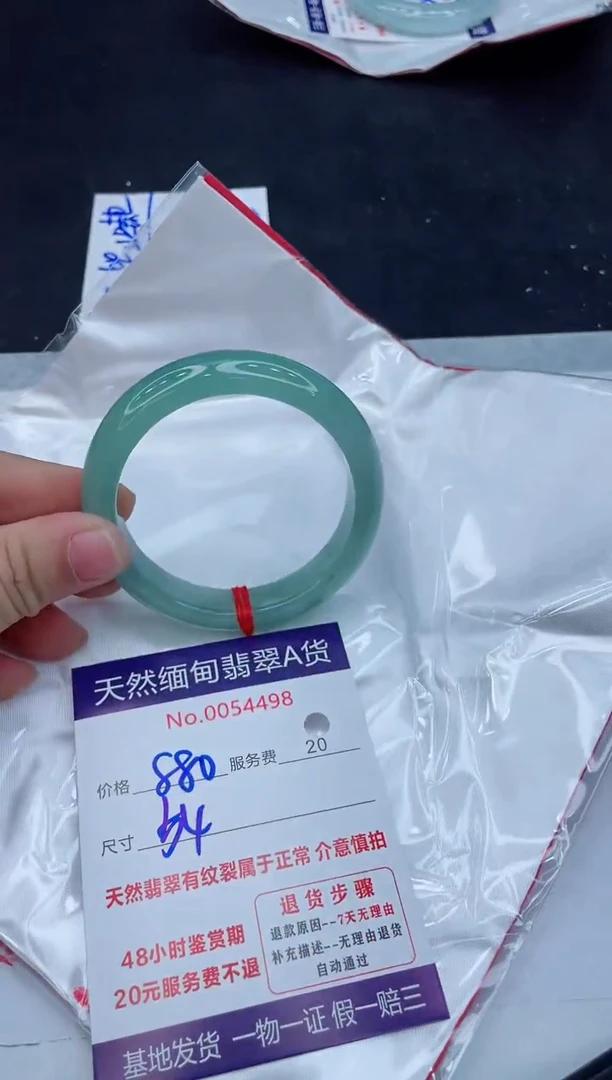 天然缅甸翡翠A货
No.0054498
价格 880 服务费 20
尺寸 54
天然翡翠有纹裂属于正常 介意慎拍
48小时鉴赏期
20元服务费不退
退货步骤
退款原因--7天无理由
补充描述--无理由退货
自动通过
基地发货 一物一证 假一赔三